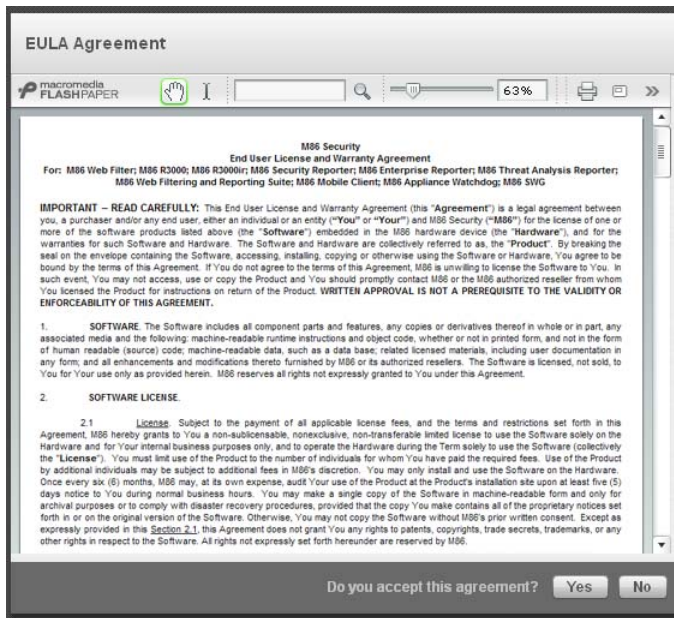 EULA Agreement
macromedia
FLASHPAPER
63%
M86 Security
End User License and Warranty Agreement
For: M86 Web Filter; M86 R3000; M86 R3000ir; M86 Security Reporter; M86 Enterprise Reporter; M86 Threat Analysis Reporter;
M86 Web Filtering and Reporting Suite; M86 Mobile Client; M86 Appliance Watchdog; M86 SWG
IMPORTANT – READ CAREFULLY: This End User License and Warranty Agreement (this "Agreement") is a legal agreement between
you, a purchaser and/or any end user, either an individual or an entity ("You" or "Your") and M86 Security ("M86") for the license of one or
more of the software products listed above (the "Software") embedded in the M86 hardware device (the "Hardware"), and for the
warranties for such Software and Hardware. The Software and Hardware are collectively referred to as, the "Product". By breaking the
seal on the envelope containing the Software, accessing, installing, copying or otherwise using the Software or Hardware, You agree to be
bound by the terms of this Agreement. If You do not agree to the terms of this Agreement, M86 is unwilling to license the Software to You. In
such event, You may not access, use or copy the Product and You should promptly contact M86 or the M86 authorized reseller from whom
You licensed the Product for instructions on return of the Product. WRITTEN APPROVAL IS NOT A PREREQUISITE TO THE VALIDITY OR
ENFORCEABILITY OF THIS AGREEMENT.
1. SOFTWARE. The Software includes all component parts and features, any copies or derivatives thereof in whole or in part, any
associated media and the following: machine-readable runtime instructions and object code, whether or not in printed form, and not in the form
of human readable (source) code; machine-readable data, such as a data base; related licensed materials, including user documentation in
any form; and all enhancements and modifications thereto furnished by M86 or its authorized resellers. The Software is licensed, not sold, to
You for Your use only as provided herein. M86 reserves all rights not expressly granted to You under this Agreement.
2. SOFTWARE LICENSE.
2.1 License. Subject to the payment of all applicable license fees, and the terms and restrictions set forth in this
Agreement, M86 hereby grants to You a non-sublicensable, nonexclusive, non-transferable limited license to use the Software solely on the
Hardware and for Your internal business purposes only, and to operate the Hardware during the Term solely to use the Software (collectively
the "License"). You must limit use of the Product to the number of individuals for whom You have paid the required fees. Use of the Product
by additional individuals may be subject to additional fees in M86's discretion. You may only install and use the Software on the Hardware.
Once every six (6) months, M86 may, at its own expense, audit Your use of the Product at the Product's installation site upon at least five (5)
days notice to You during normal business hours. You may make a single copy of the Software in machine-readable form and only for
archival purposes or to comply with disaster recovery procedures, provided that the copy You make contains all of the proprietary notices set
forth in or on the original version of the Software. Otherwise, You may not copy the Software without M86's prior written consent. Except as
expressly provided in this Section 2.1, this Agreement does not grant You any rights to patents, copyrights, trade secrets, trademarks, or any
other rights in respect to the Software. All rights not expressly set forth hereunder are reserved by M86.
Do you accept this agreement? Yes No